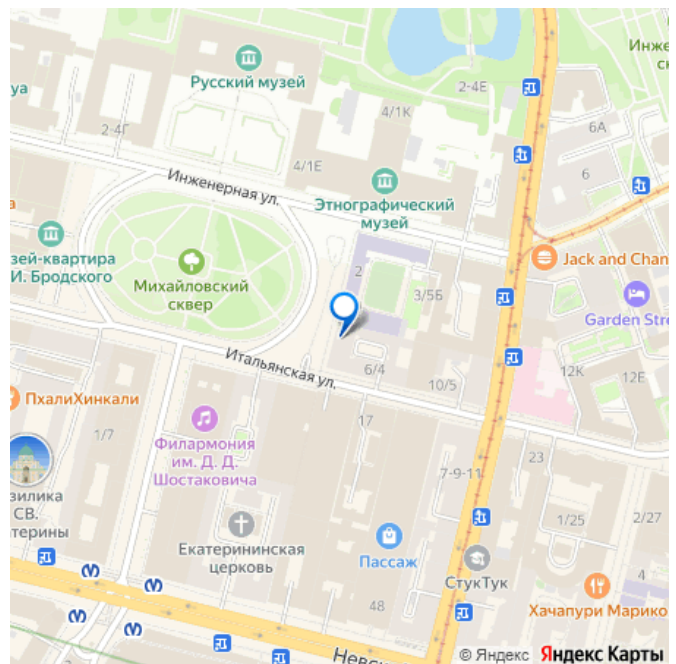 Инже
ск
Русский музей
уа
2-4Е
4/1К
6А
2-4Г
4/1Е
6
Инженерная ул.
Этнографический
музей
а
зей-квартира
И. Бродского
Михайловский
сквер
2
3/5Б
Jack and Chan
Garden Stre
Итальянская ул.
6/4
10/5
12К
12Е
ПхалиХинкали
1/7
Филармония
им. Д. Д.
Шостаковича
17
7-9-11
23
зилика
СВ.
терины
Екатерининская
церковь
Пассаж
1/25
2/27
СтукТук
4
48
Хачапури Марико
Невск
© Яндекс Яндекс Карты